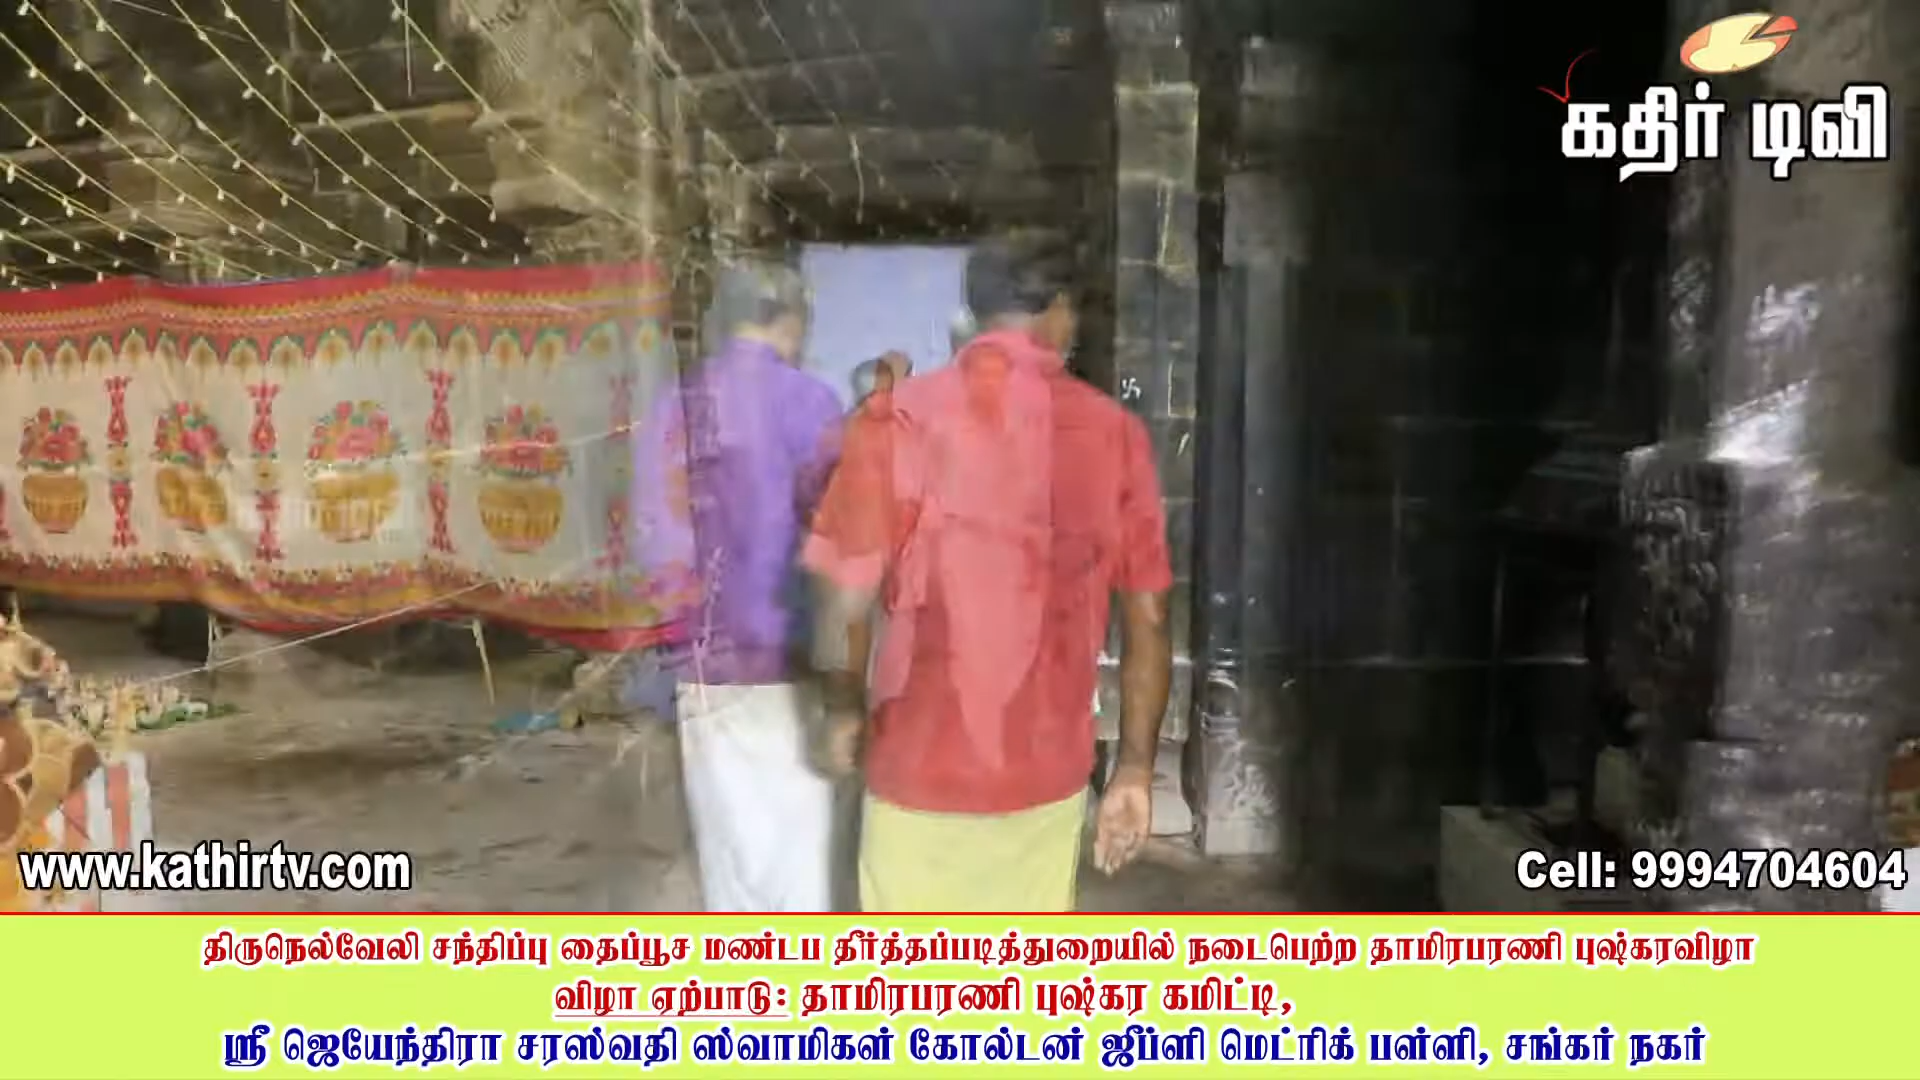 கதிர் டிவி
www.kathirtv.com
Cell: 9994704604
திருநெல்வேலி சந்திப்பு தைப்பூச மண்டப தீர்த்தப்படித்துறையில் நடைபெற்ற தாமிரபரணி புஷ்கரவிழா
விழா ஏற்பாடு: தாமிரபரணி புஷ்கர கமிட்டி,
ஸ்ரீ ஜெயேந்திரா சரஸ்வதி ஸ்வாமிகள் கோல்டன் ஜீப்ளி மெட்ரிக் பள்ளி, சங்கர் நகர்